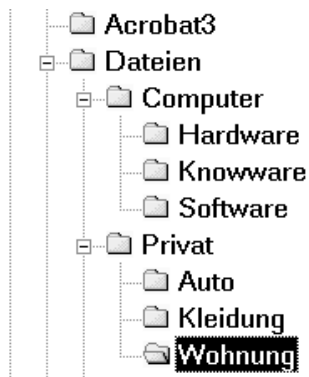 Acrobat3
Dateien
Computer
Hardware
Knowware
Software
Privat
Auto
Kleidung
Wohnung